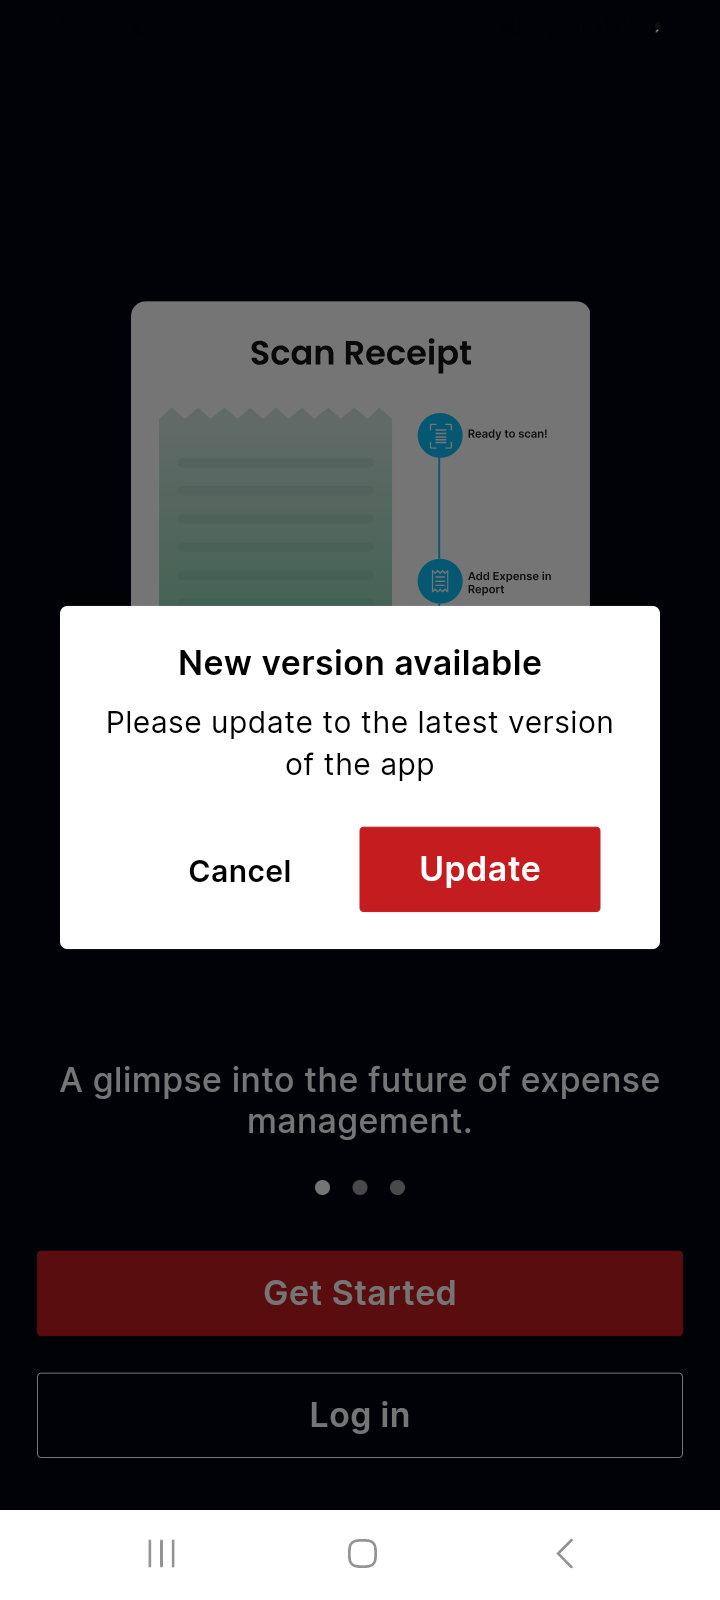 Scan Receipt
Ready to scan!
Add Expense in
Report
New version available
Please update to the latest version
of the app
Cancel
Update
A glimpse into the future of expense
management.
Get Started
Log in